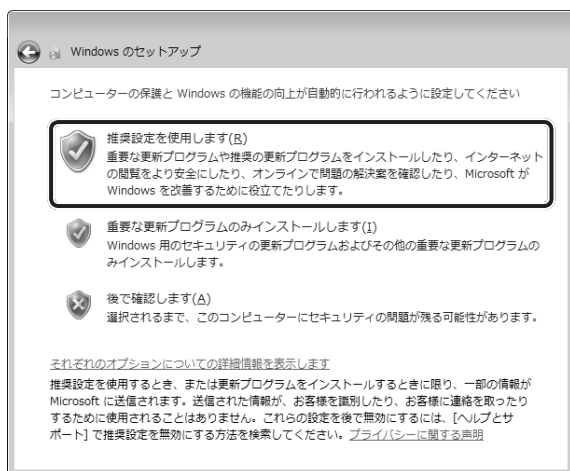 Windows のセットアップ
コンピューターの保護と Windows の機能の向上が自動的に行われるように設定してください
推奨設定を使用します(R)
重要な更新プログラムや推奨の更新プログラムをインストールしたり、インターネット
の閲覧をより安全にしたり、オンラインで問題の解決案を確認したり、Microsoft が
Windows を改善するために役立てたりします。
重要な更新プログラムのみインストールします(I)
Windows 用のセキュリティの更新プログラムおよびその他の重要な更新プログラムの
みインストールします。
後で確認します(A)
選択されるまで、このコンピューターにセキュリティの問題が残る可能性があります。
それぞれのオプションについての詳細情報を表示します
推奨設定を使用するとき、または更新プログラムをインストールするときに限り、一部の情報が
Microsoft に送信されます。送信された情報が、お客様を識別したり、お客様に連絡を取ったり
するために使用されることはありません。これらの設定を後で無効にするには、[ヘルプとサ
ポート] で推奨設定を無効にする方法を検索してください。プライバシーに関する声明